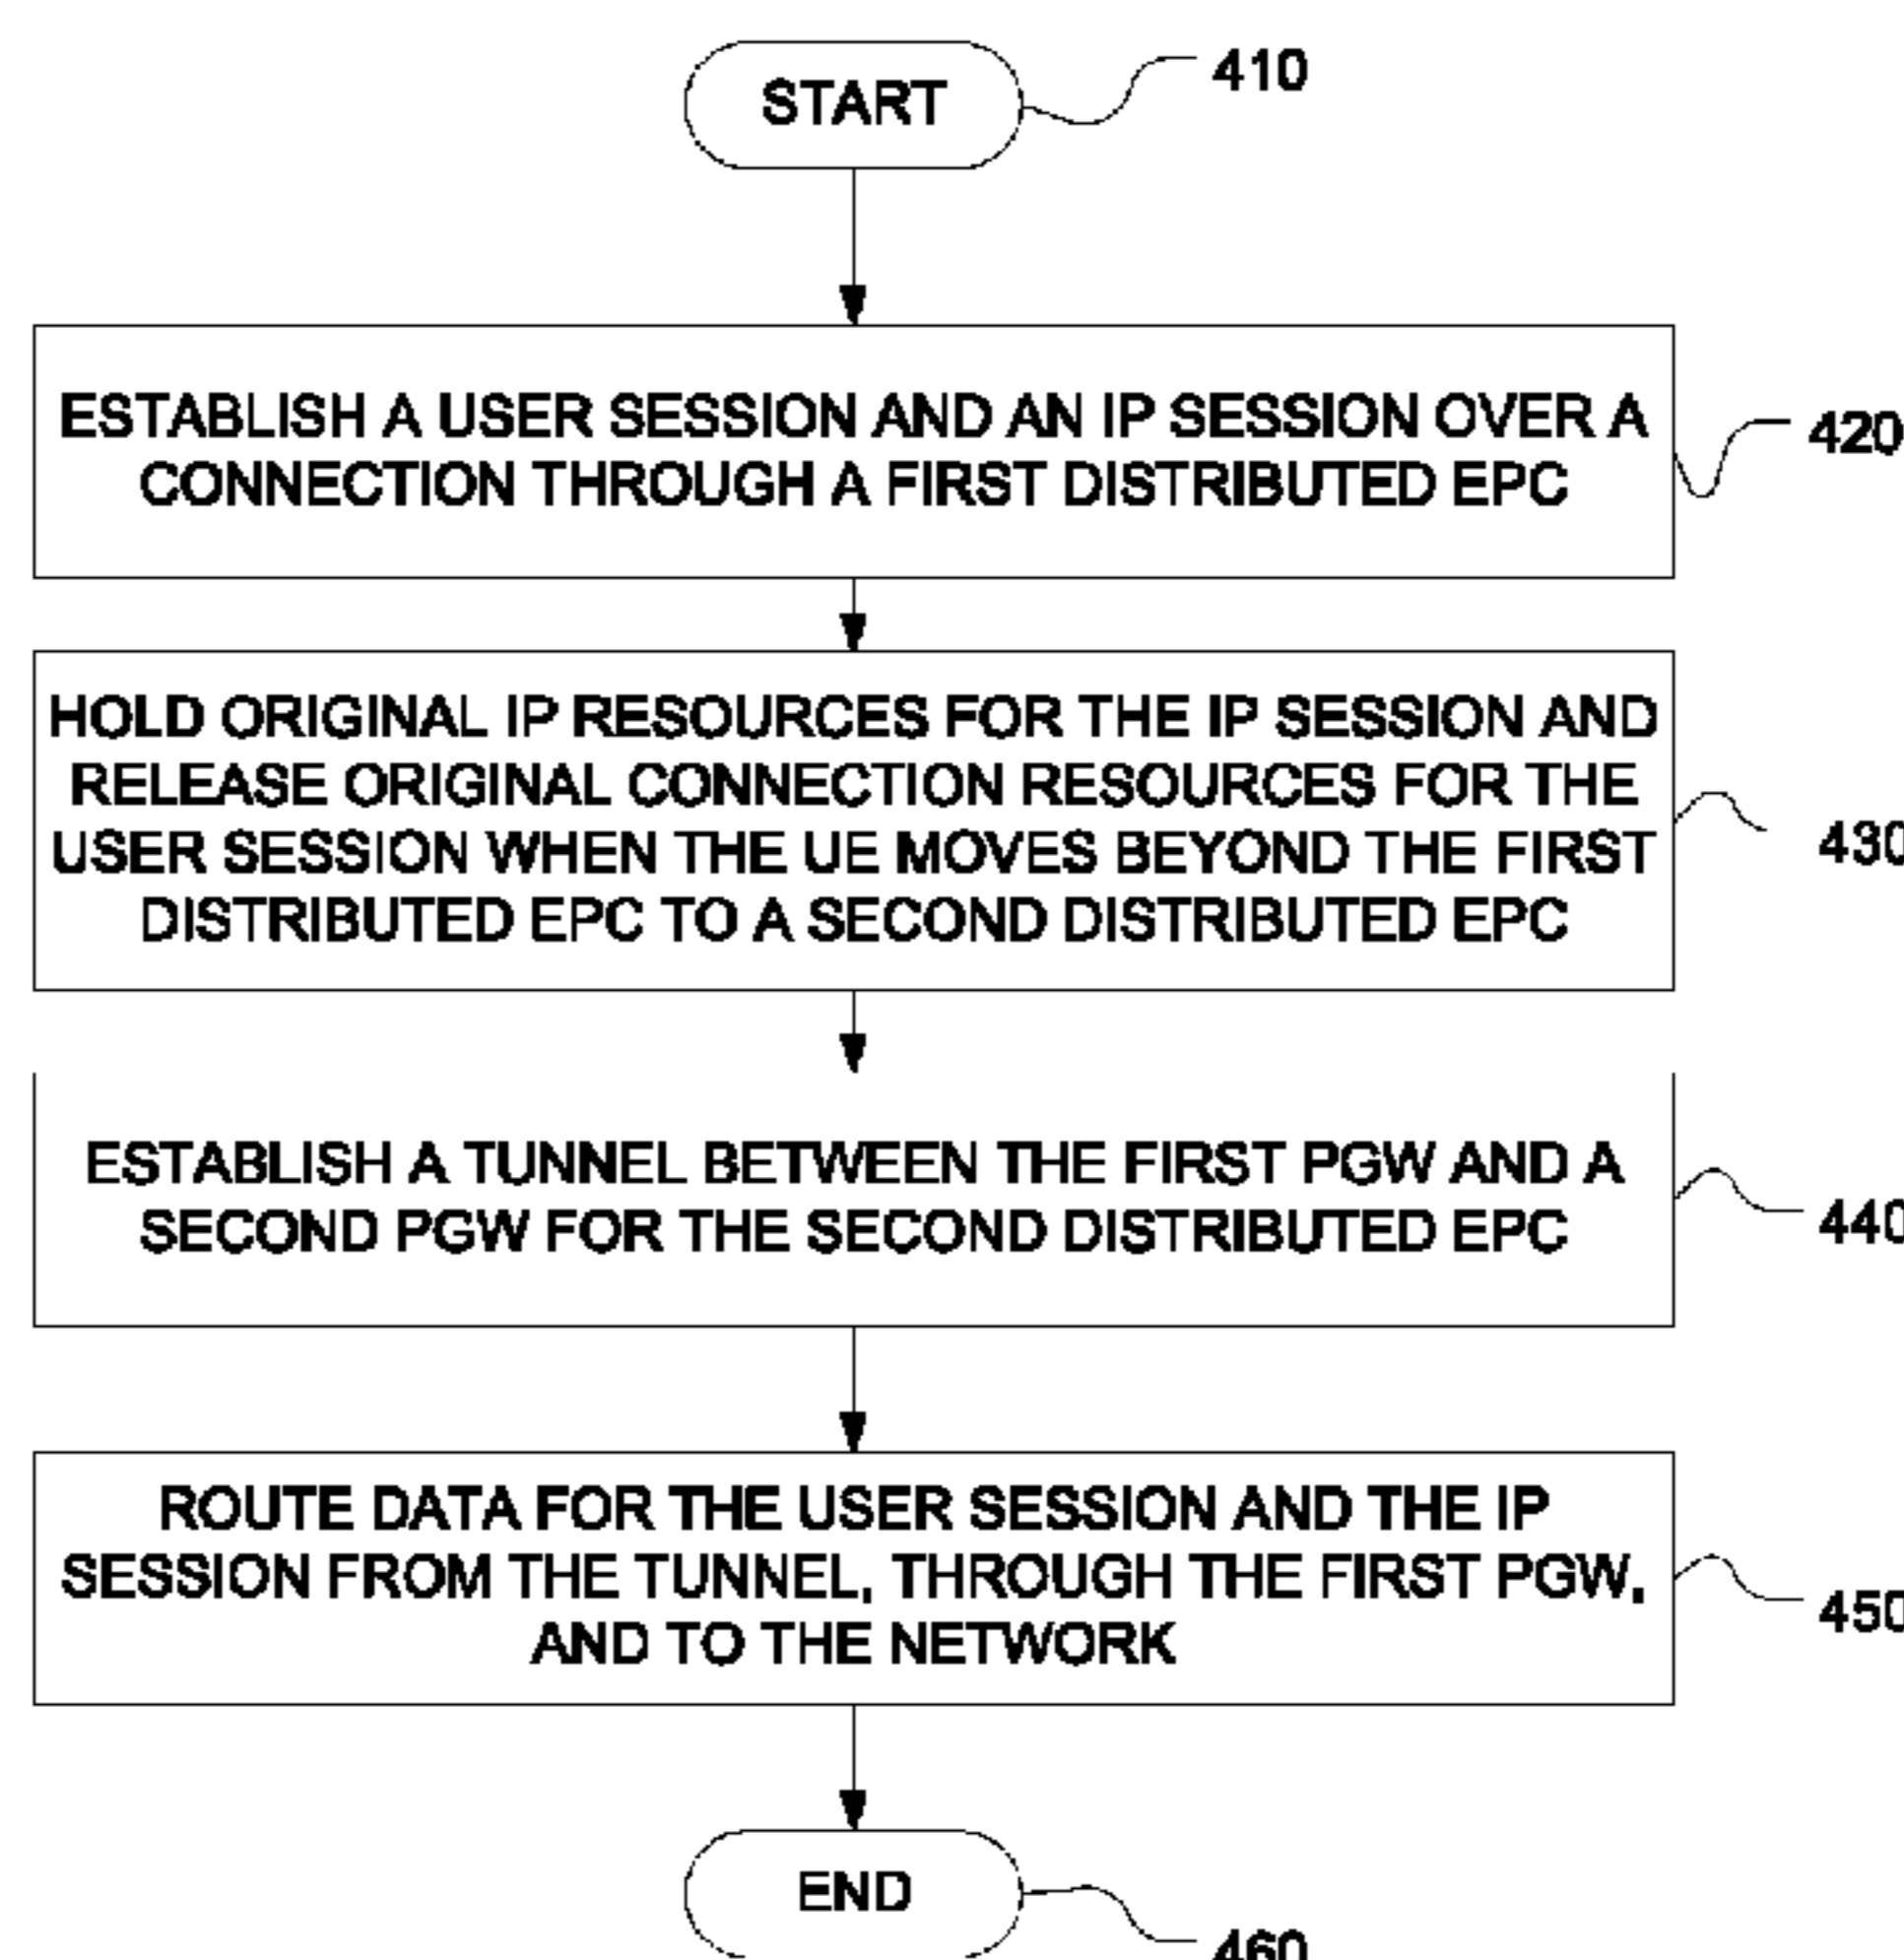 START
410
ESTABLISH A USER SESSION AND AN IP SESSION OVER A
CONNECTION THROUGH A FIRST DISTRIBUTED EPC
420
HOLD ORIGINAL IP RESOURCES FOR THE IP SESSION AND
RELEASE ORIGINAL CONNECTION RESOURCES FOR THE
USER SESSION WHEN THE UE MOVES BEYOND THE FIRST
DISTRIBUTED EPC TO A SECOND DISTRIBUTED EPC
430
ESTABLISH A TUNNEL BETWEEN THE FIRST PGW AND A
SECOND PGW FOR THE SECOND DISTRIBUTED EPC
440
ROUTE DATA FOR THE USER SESSION AND THE IP
SESSION FROM THE TUNNEL, THROUGH THE FIRST PGW,
AND TO THE NETWORK
450
END
460